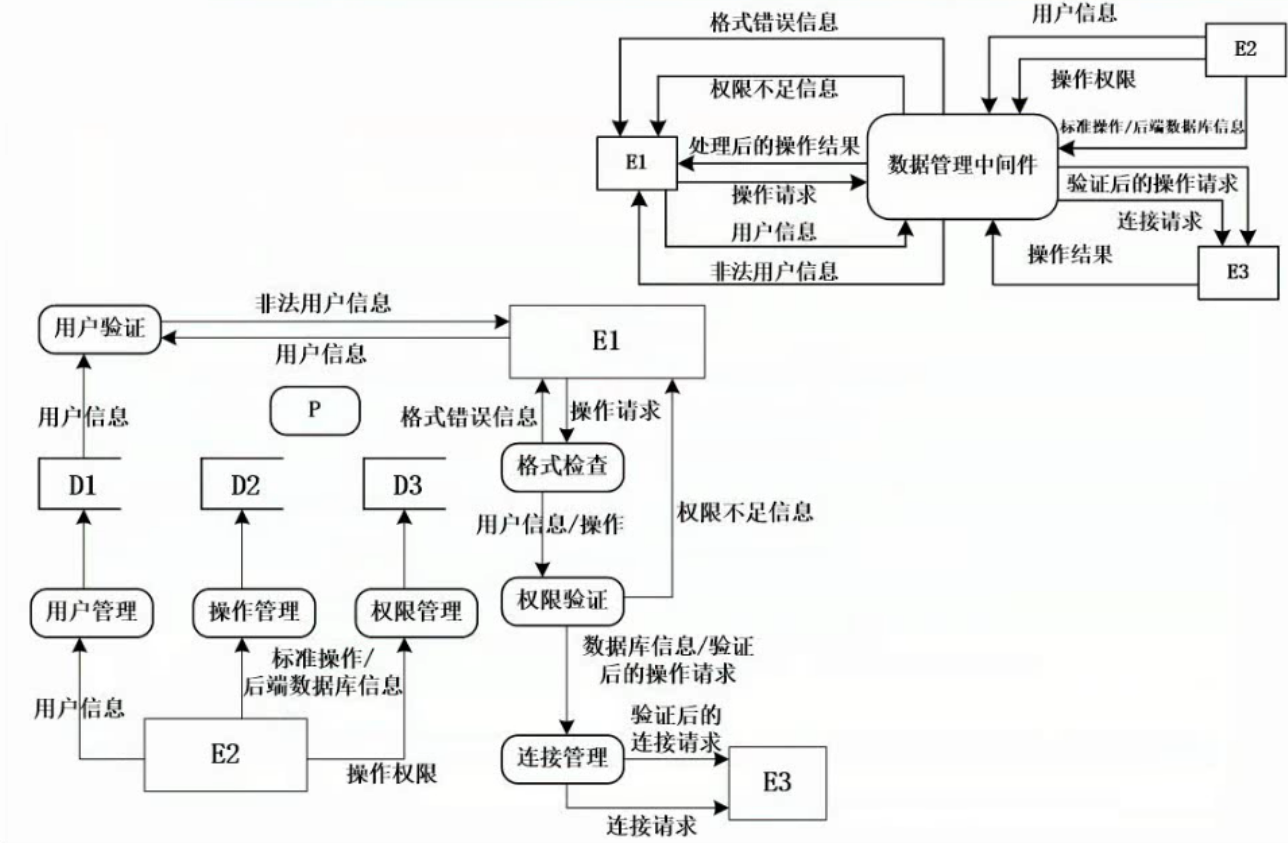 格式错误信息
用户信息
E2
权限不足信息
操作权限
标准操作/后端数据库信息
E1
处理后的操作结果
数据管理中间件
操作请求
验证后的操作请求
连接请求
用户信息
操作结果
非法用户信息
E3
用户验证
非法用户信息
用户信息
E1
P
用户信息
格式错误信息
操作请求
格式检查
D1
D2
D3
用户信息/操作
权限不足信息
用户管理
操作管理
权限管理
权限验证
标准操作/
后端数据库信息
数据库信息/验证
后的操作请求
用户信息
E2
操作权限
验证后的
连接请求
连接管理
E3
连接请求